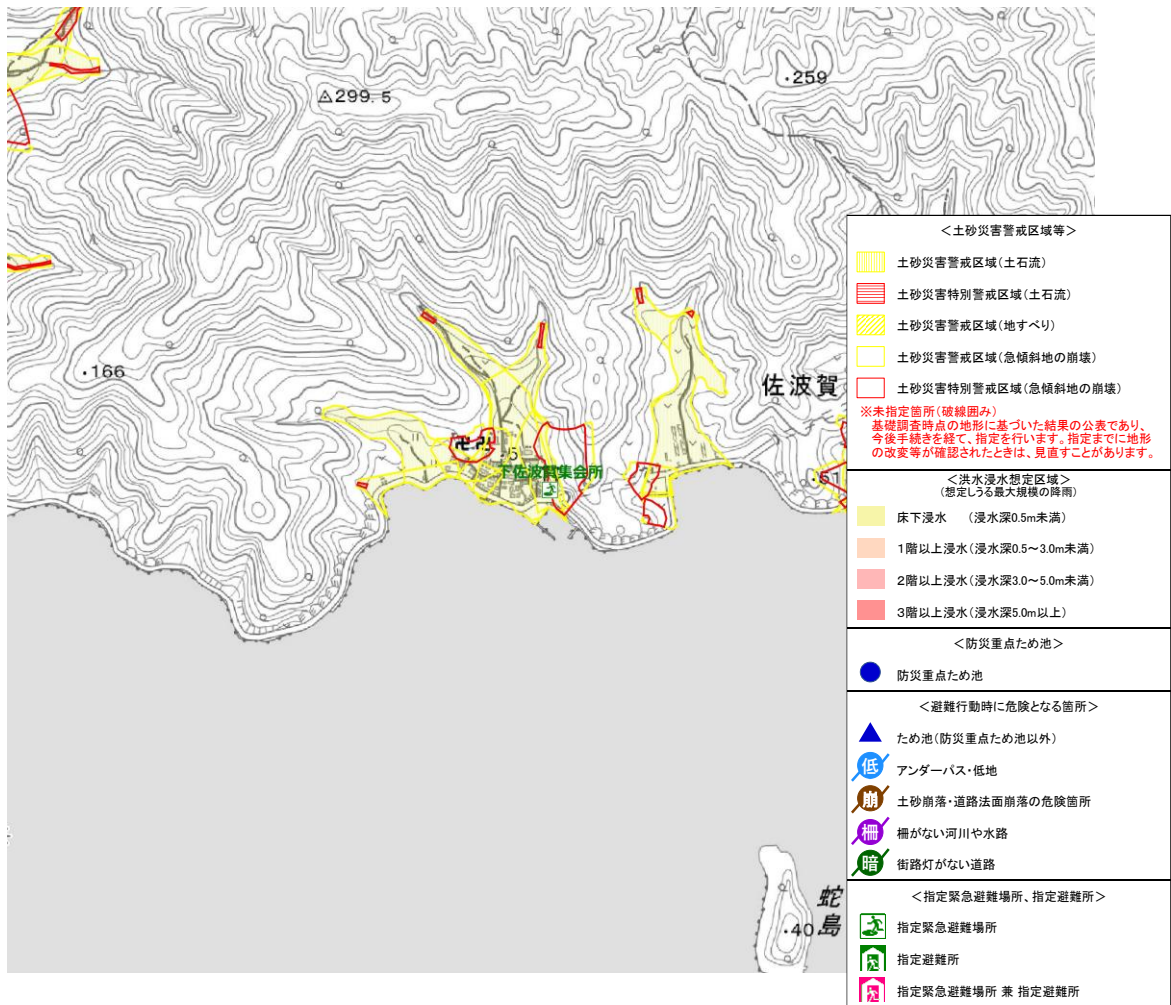 △299.5
・259
・166
佐波賀
卍 卍
・5
下佐波賀集会所
・51
・40
蛇島
＜土砂災害警戒区域等＞
土砂災害警戒区域(土石流)
土砂災害特別警戒区域(土石流)
土砂災害警戒区域(地すべり)
土砂災害警戒区域(急傾斜地の崩壊)
土砂災害特別警戒区域(急傾斜地の崩壊)
※未指定箇所(破線囲み)
基礎調査時点の地形に基づいた結果の公表であり、
今後手続きを経て、指定を行います。指定までに地形
の改変等が確認されたときは、見直すことがあります。
＜洪水浸水想定区域＞
(想定しうる最大規模の降雨)
床下浸水　(浸水深0.5m未満)
1階以上浸水(浸水深0.5～3.0m未満)
2階以上浸水(浸水深3.0～5.0m未満)
3階以上浸水(浸水深5.0m以上)
＜防災重点ため池＞
防災重点ため池
＜避難行動時に危険となる箇所＞
ため池(防災重点ため池以外)
低 アンダーパス・低地
崩 土砂崩落・道路法面崩落の危険箇所
柵 柵がない河川や水路
暗 街路灯がない道路
＜指定緊急避難場所、指定避難所＞
指定緊急避難場所
指定避難所
指定緊急避難場所 兼 指定避難所